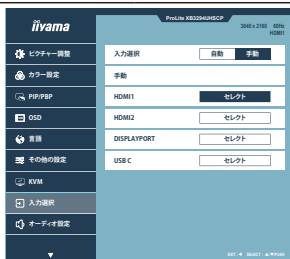 iiyama
ProLite XB3294UHSCP
3840 x 2160 60Hz
HDMI1
ピクチャー調整
カラー設定
PIP/PBP
OSD
言語
その他の設定
KVM
入力選択
オーディオ設定
入力選択 自動 手動
手動
HDMI1 セレクト
HDMI2 セレクト
DISPLAYPORT セレクト
USB C セレクト
EXIT : ◄ SELECT : ▲/▼/PUSH